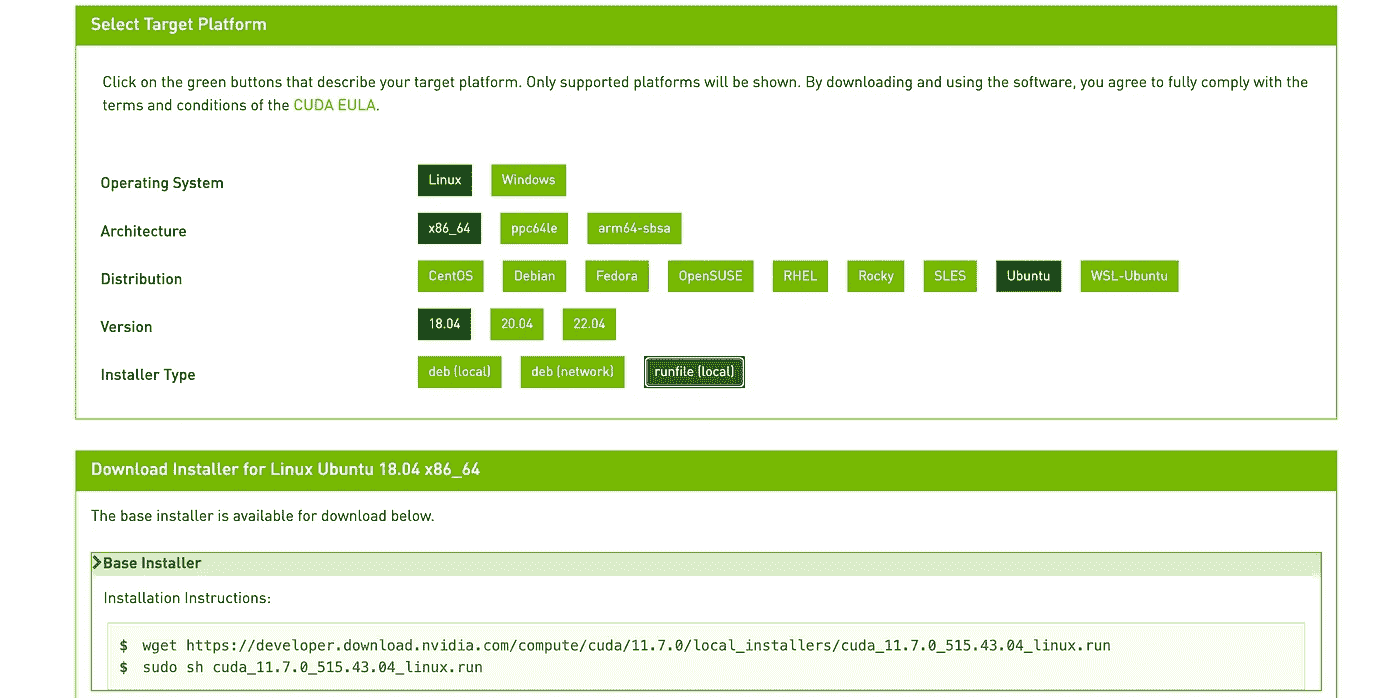 Select Target Platform
Click on the green buttons that describe your target platform. Only supported platforms will be shown. By downloading and using the software, you agree to fully comply with the
terms and conditions of the CUDA EULA.
Operating System Linux Windows
Architecture x86_64 ppc64le arm64-sbsa
Distribution CentOS Debian Fedora OpenSUSE RHEL Rocky SLES Ubuntu WSL-Ubuntu
Version 18.04 20.04 22.04
Installer Type deb (local) deb (network) runfile (local)
Download Installer for Linux Ubuntu 18.04 x86_64
The base installer is available for download below.
>Base Installer
Installation Instructions:
$ wget https://developer.download.nvidia.com/compute/cuda/11.7.0/local_installers/cuda_11.7.0_515.43.04_linux.run
$ sudo sh cuda_11.7.0_515.43.04_linux.run